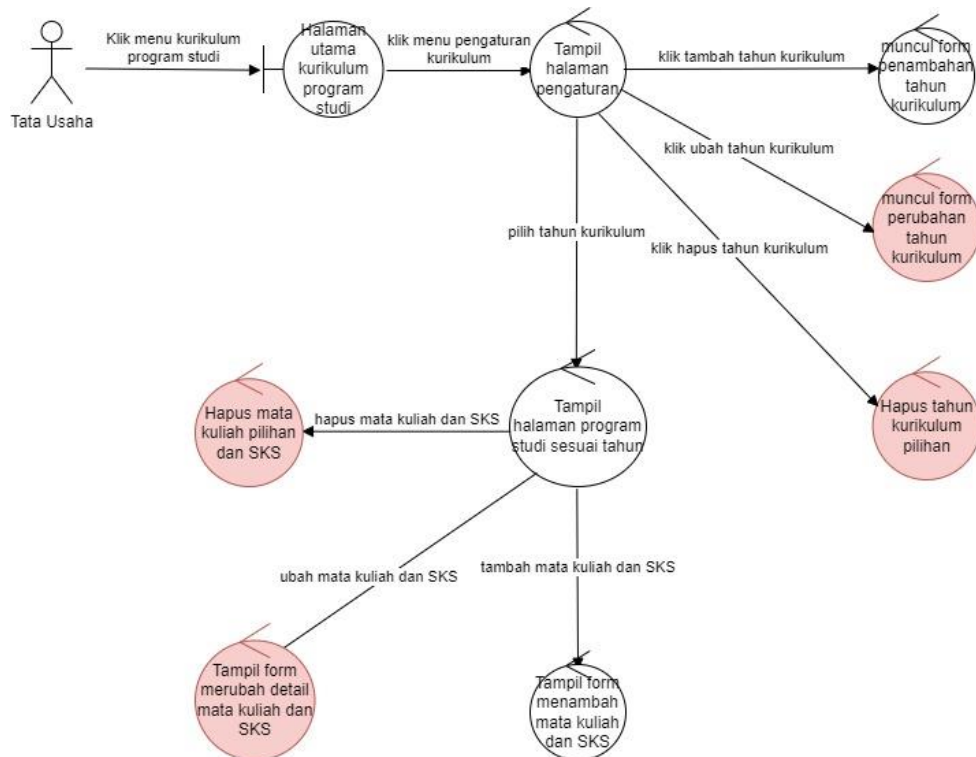 Klik menu kurikulum
program studi
Tata Usaha
Halaman
utama
kurikulum
program
studi
klik menu pengaturan
kurikulum
Tampil
halaman
pengaturan
klik tambah tahun kurikulum
muncul form
penambahan
tahun
kurikulum
klik ubah tahun kurikulum
muncul form
perubahan
tahun
kurikulum
pilih tahun kurikulum
klik hapus tahun kurikulum
Hapus tahun
kurikulum
pilihan
Tampil
halaman program
studi sesuai tahun
hapus mata kuliah dan SKS
Hapus mata
kuliah pilihan
dan SKS
ubah mata kuliah dan SKS
tambah mata kuliah dan SKS
Tampil form
merubah detail
mata kuliah dan
SKS
Tampil form
menambah
mata kuliah
dan SKS